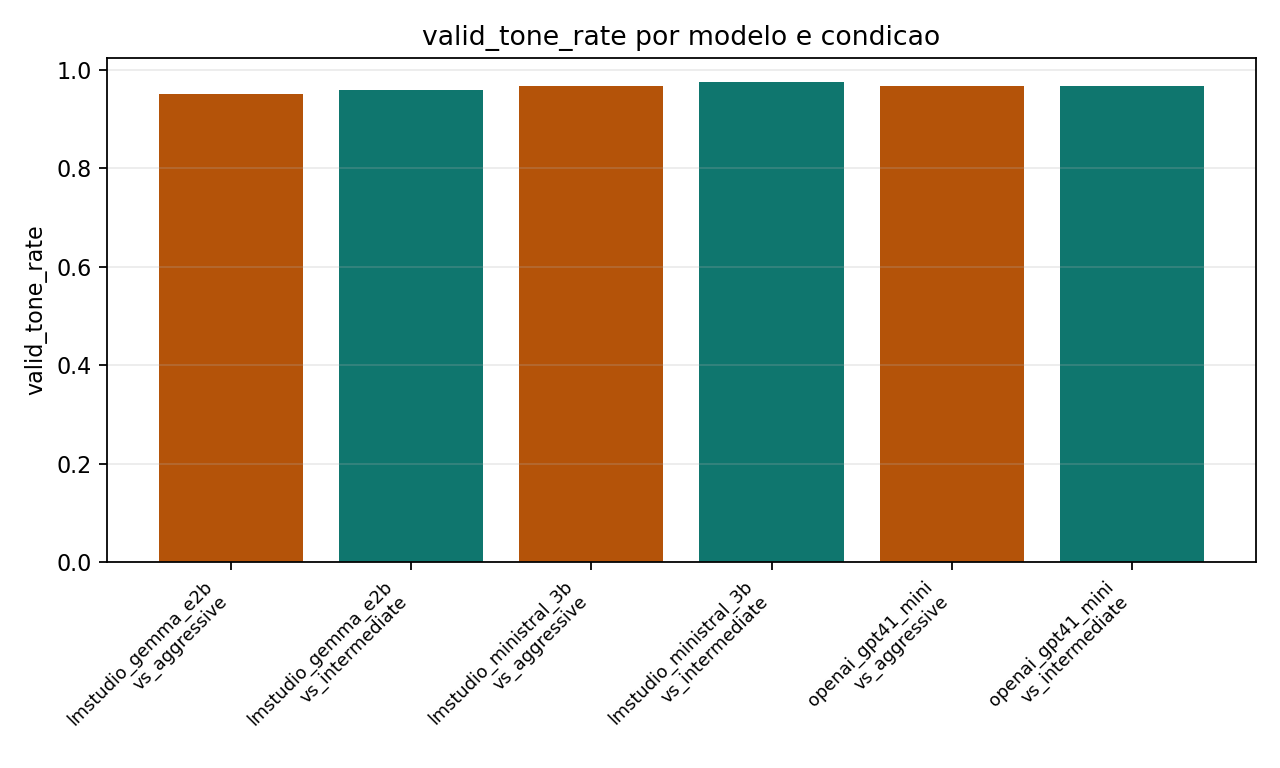 valid_tone_rate por modelo e condicao
valid_tone_rate
1.0
0.8
0.6
0.4
0.2
0.0
lmstudio_gemma_e2b
vs_aggressive
lmstudio_gemma_e2b
vs_intermediate
lmstudio_ministral_3b
vs_aggressive
lmstudio_ministral_3b
vs_intermediate
openai_gpt41_mini
vs_aggressive
openai_gpt41_mini
vs_intermediate